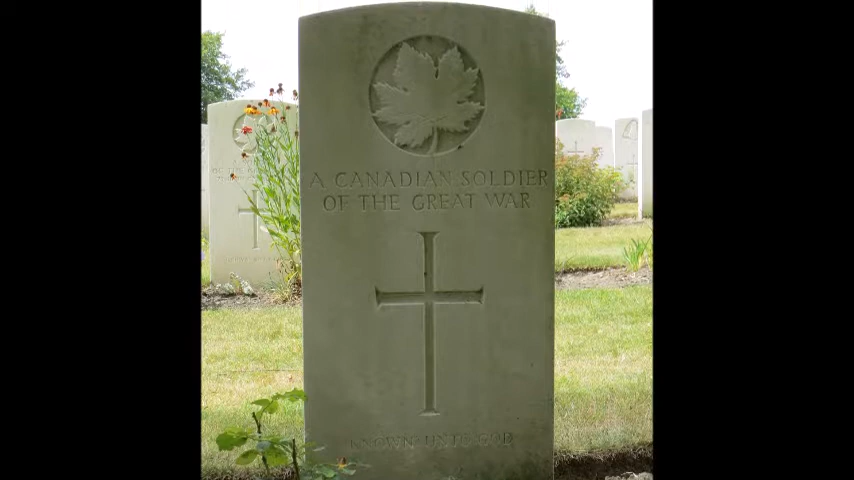 A CANADIAN SOLDIER
OF THE GREAT WAR
KNOWN UNTO GOD